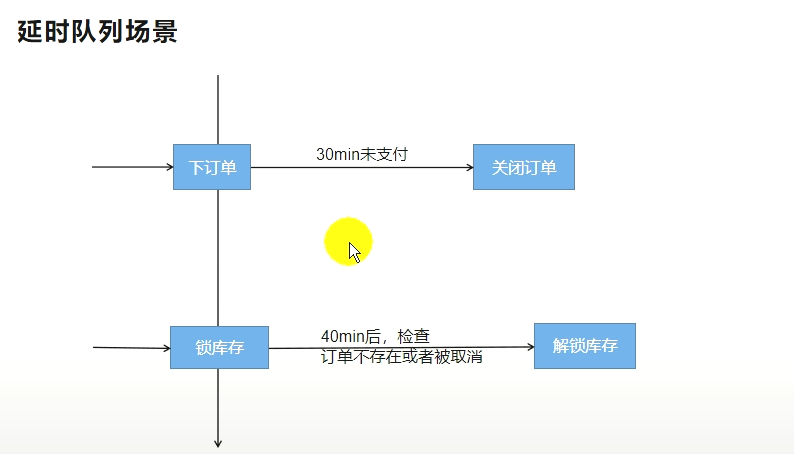 延时队列场景
下订单
30min未支付
关闭订单
锁库存
40min后，检查
订单不存在或者被取消
解锁库存